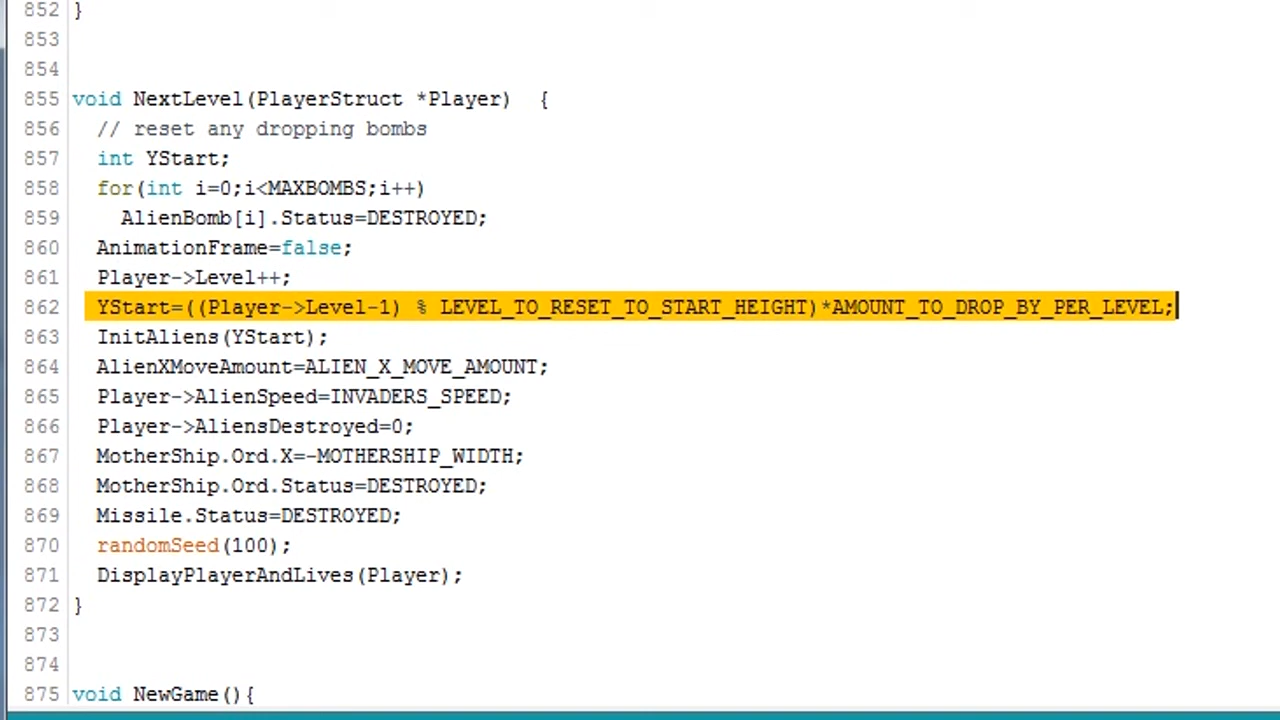 852 }
853
854
855 void NextLevel(PlayerStruct *Player)  {
856   // reset any dropping bombs
857   int YStart;
858   for(int i=0;i<MAXBOMBS;i++)
859     AlienBomb[i].Status=DESTROYED;
860   AnimationFrame=false;
861   Player->Level++;
862   YStart=((Player->Level-1) % LEVEL_TO_RESET_TO_START_HEIGHT)*AMOUNT_TO_DROP_BY_PER_LEVEL;
863   InitAliens(YStart);
864   AlienXMoveAmount=ALIEN_X_MOVE_AMOUNT;
865   Player->AlienSpeed=INVADERS_SPEED;
866   Player->AliensDestroyed=0;
867   MotherShip.Ord.X=-MOTHERSHIP_WIDTH;
868   MotherShip.Ord.Status=DESTROYED;
869   Missile.Status=DESTROYED;
870   randomSeed(100);
871   DisplayPlayerAndLives(Player);
872 }
873
874
875 void NewGame(){